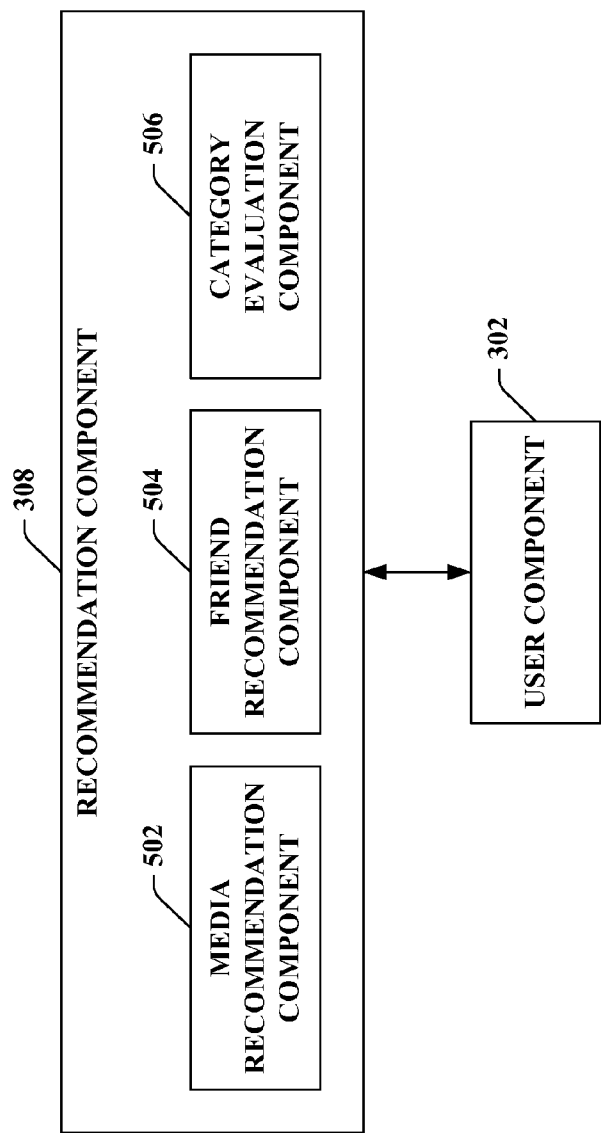 308
RECOMMENDATION COMPONENT
502
MEDIA
RECOMMENDATION
COMPONENT
504
FRIEND
RECOMMENDATION
COMPONENT
506
CATEGORY
EVALUATION
COMPONENT
302
USER COMPONENT